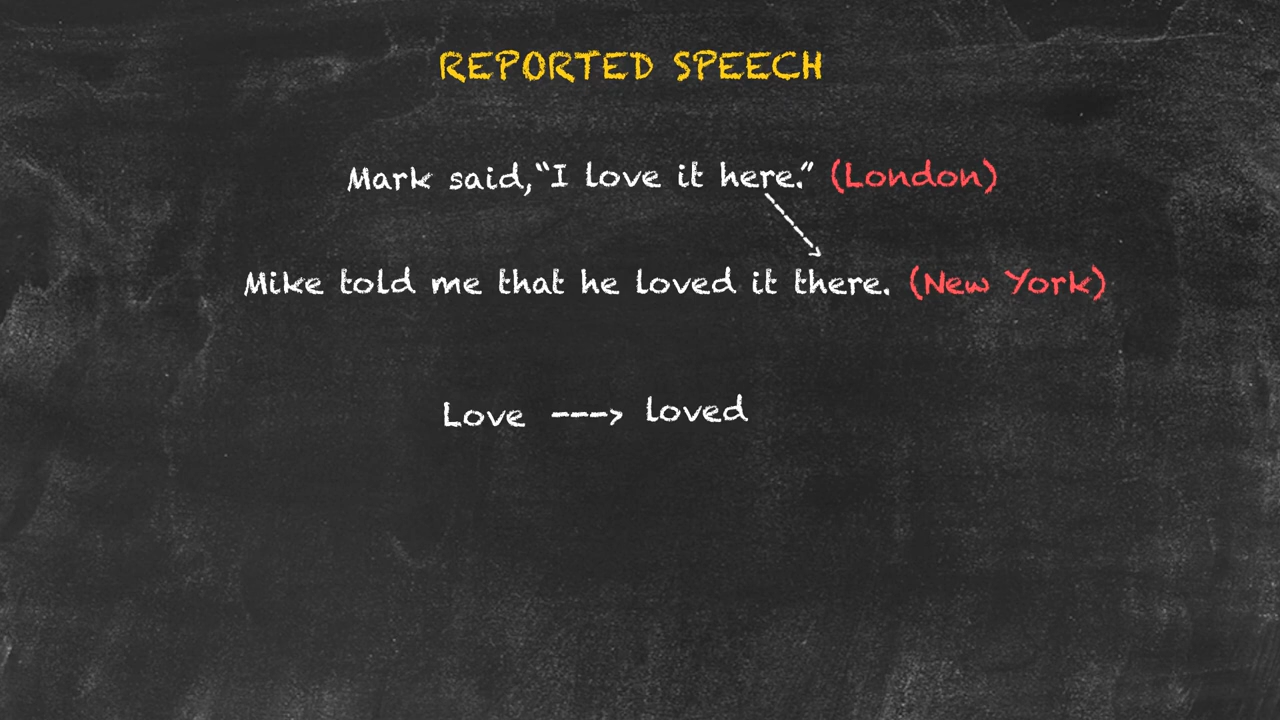 REPORTED SPEECH
Mark said,“I love it here.” (London)
Mike told me that he loved it there. (New York)
Love ---> loved